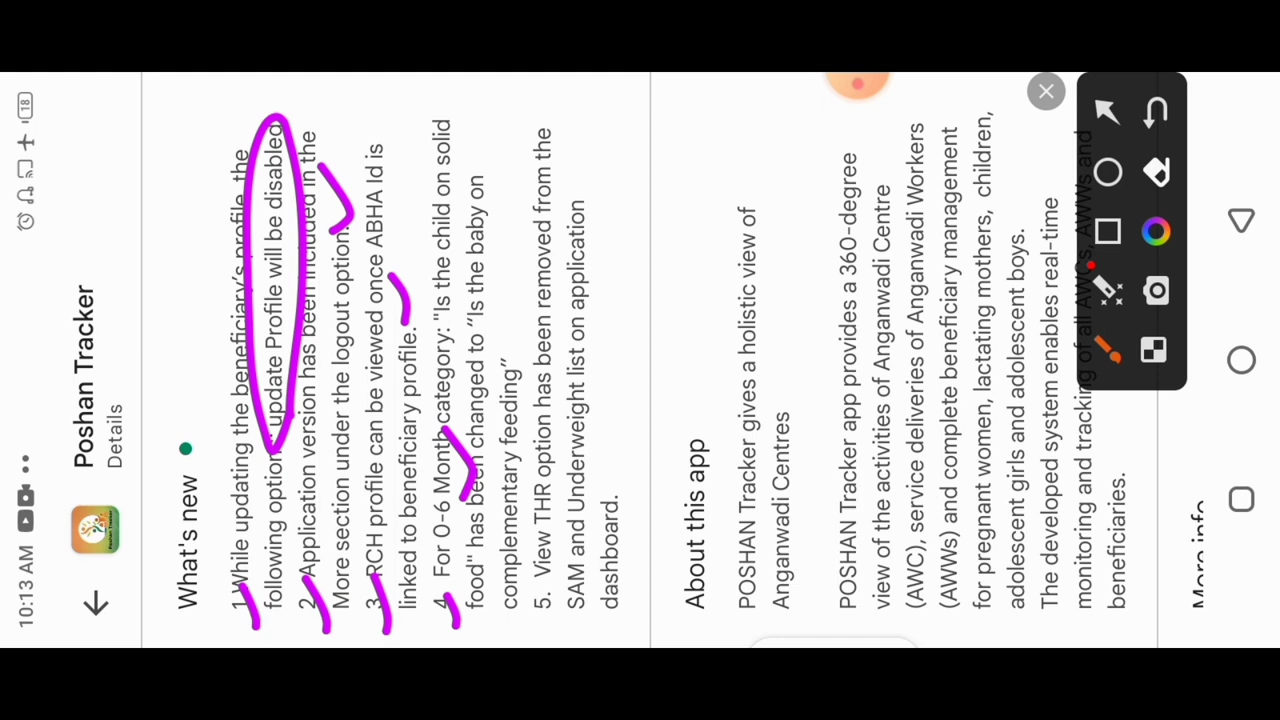 10:13 AM
18
Poshan Tracker
Details
What's new
1.While updating the beneficiary's profile, the
following option: update Profile will be disabled
2. Application version has been included in the
More section under the logout option.
3. RCH profile can be viewed once ABHA Id is
linked to beneficiary profile.
4. For 0-6 Month category: "Is the child on solid
food" has been changed to “Is the baby on
complementary feeding”
5. View THR option has been removed from the
SAM and Underweight list on application
dashboard.
About this app
POSHAN Tracker gives a holistic view of
Anganwadi Centres
POSHAN Tracker app provides a 360-degree
view of the activities of Anganwadi Centre
(AWC), service deliveries of Anganwadi Workers
(AWWs) and complete beneficiary management
for pregnant women, lactating mothers, children,
adolescent girls and adolescent boys.
The developed system enables real-time
monitoring and tracking of all AWCs, AWWs and
beneficiaries.
More info